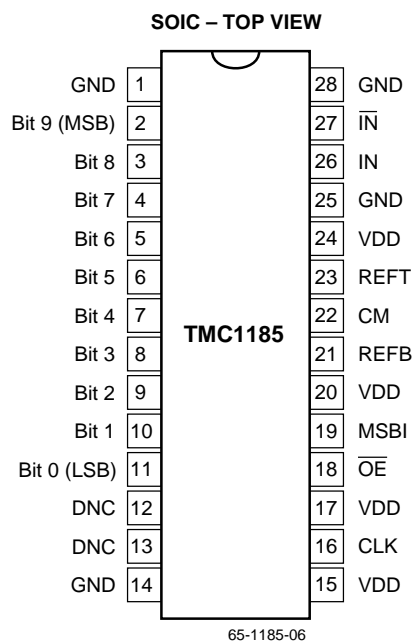 SOIC – TOP VIEW
GND 1 28 GND
Bit 9 (MSB) 2 27 I̅N̅
Bit 8 3 26 IN
Bit 7 4 25 GND
Bit 6 5 24 VDD
Bit 5 6 23 REFT
Bit 4 7 22 CM
TMC1185
Bit 3 8 21 REFB
Bit 2 9 20 VDD
Bit 1 10 19 MSBI
Bit 0 (LSB) 11 18 O̅E̅
DNC 12 17 VDD
DNC 13 16 CLK
GND 14 15 VDD
65-1185-06